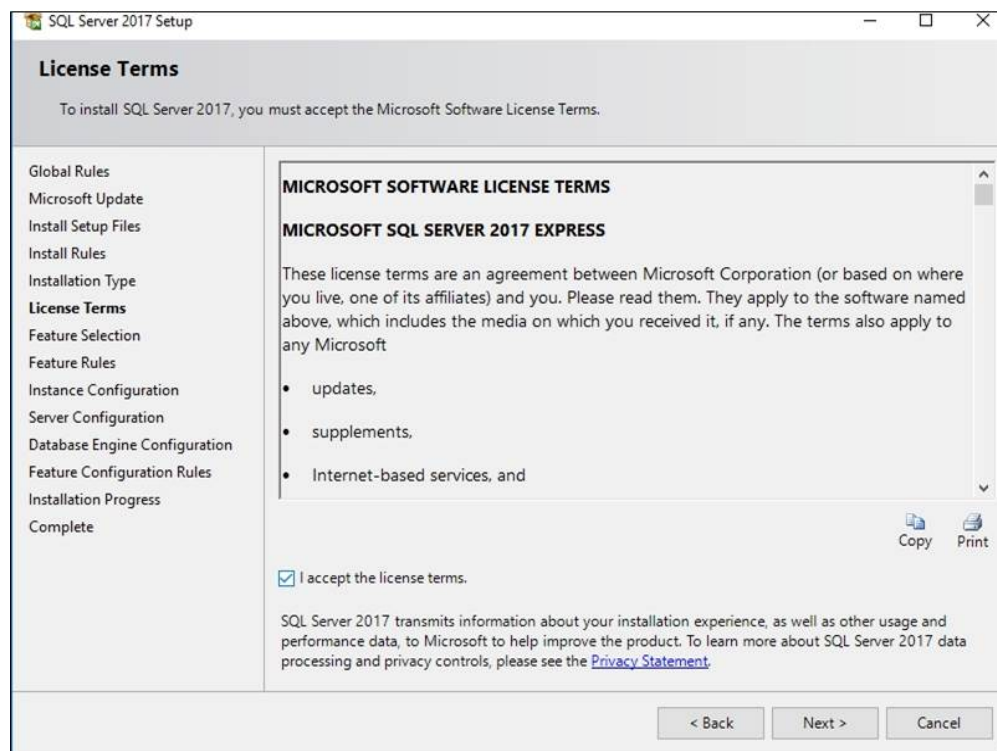 SQL Server 2017 Setup
License Terms
To install SQL Server 2017, you must accept the Microsoft Software License Terms.
Global Rules
Microsoft Update
Install Setup Files
Install Rules
Installation Type
License Terms
Feature Selection
Feature Rules
Instance Configuration
Server Configuration
Database Engine Configuration
Feature Configuration Rules
Installation Progress
Complete
MICROSOFT SOFTWARE LICENSE TERMS
MICROSOFT SQL SERVER 2017 EXPRESS
These license terms are an agreement between Microsoft Corporation (or based on where
you live, one of its affiliates) and you. Please read them. They apply to the software named
above, which includes the media on which you received it, if any. The terms also apply to
any Microsoft
• updates,
• supplements,
• Internet-based services, and
Copy Print
I accept the license terms.
SQL Server 2017 transmits information about your installation experience, as well as other usage and
performance data, to Microsoft to help improve the product. To learn more about SQL Server 2017 data
processing and privacy controls, please see the Privacy Statement.
< Back Next > Cancel